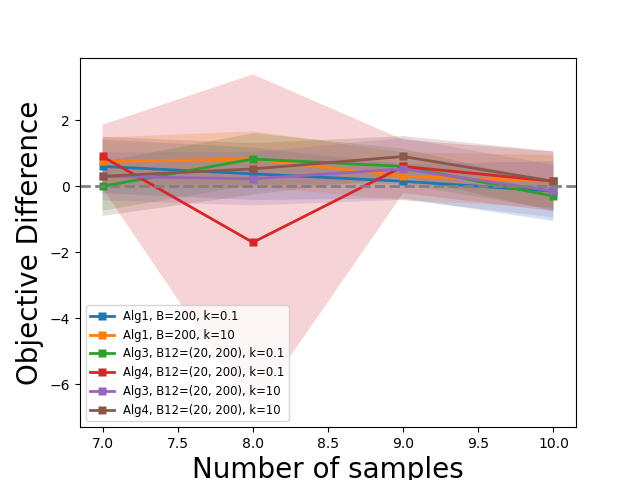 Objective Difference
2
0
−2
−4
−6
Alg1, B=200, k=0.1
Alg1, B=200, k=10
Alg3, B12=(20, 200), k=0.1
Alg4, B12=(20, 200), k=0.1
Alg3, B12=(20, 200), k=10
Alg4, B12=(20, 200), k=10
7.0 7.5 8.0 8.5 9.0 9.5 10.0
Number of samples